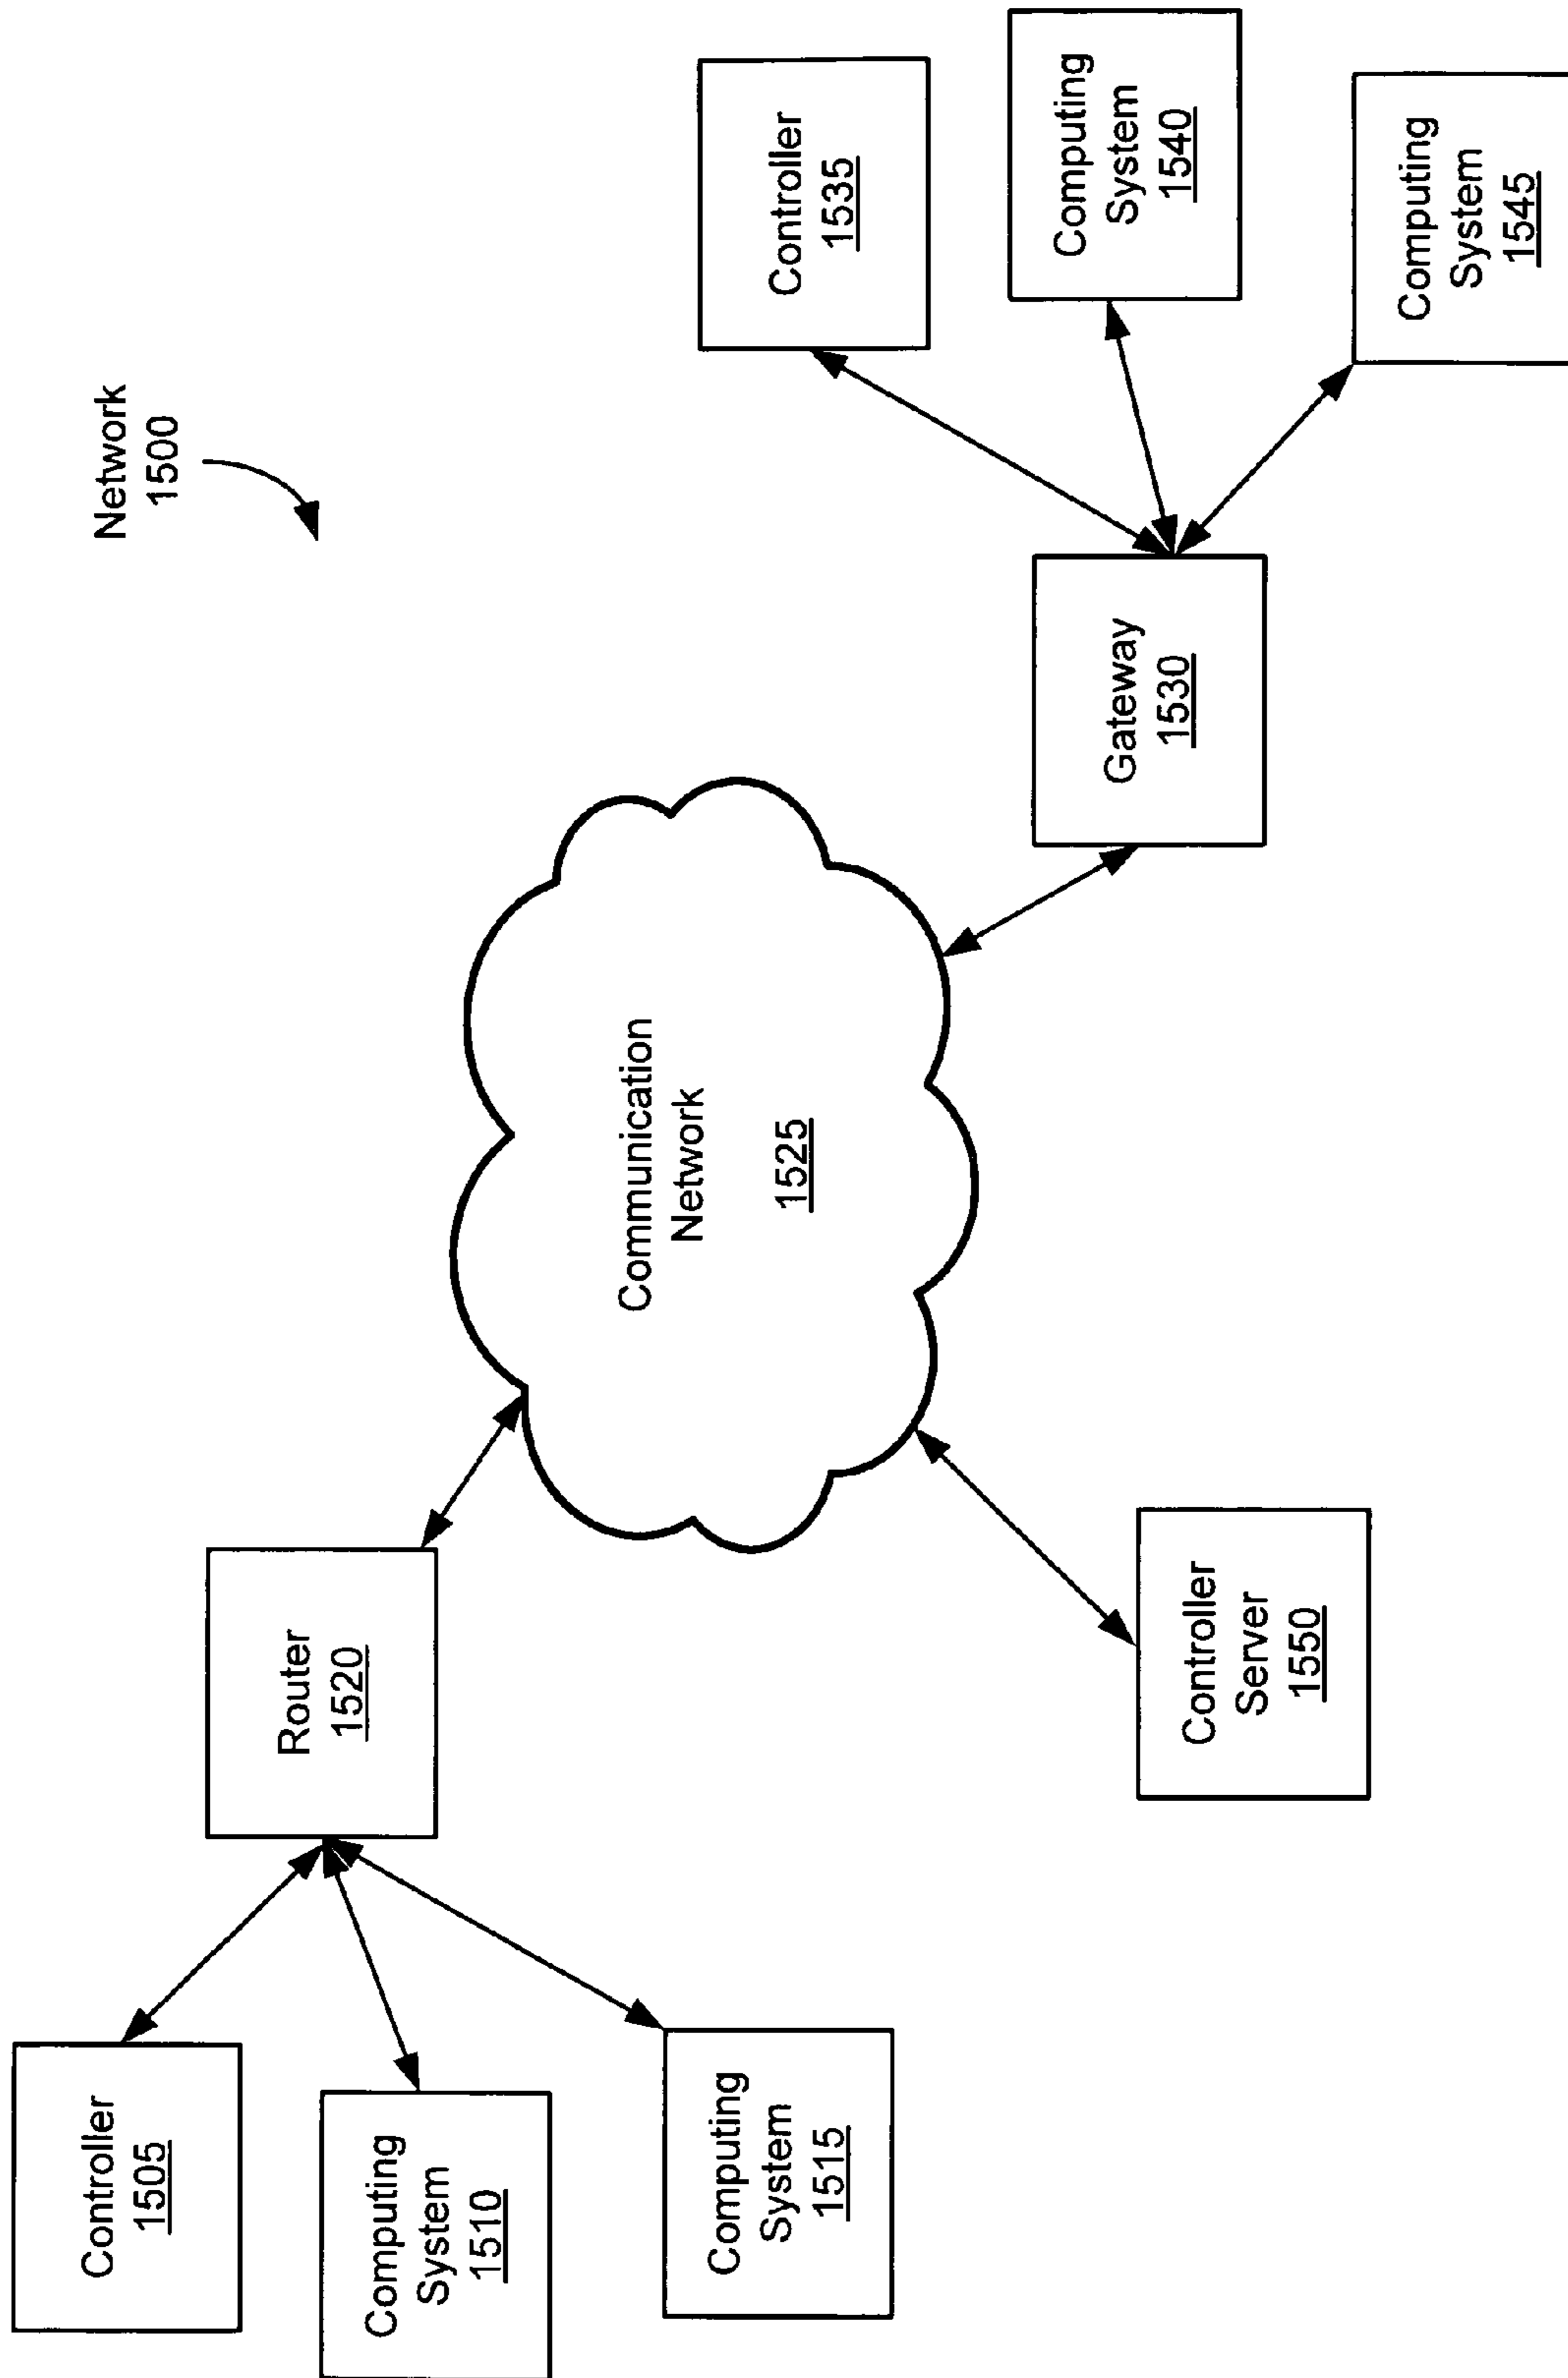 Network
1500
Controller
1505
Computing
System
1510
Computing
System
1515
Router
1520
Communication
Network
1525
Controller
Server
1550
Gateway
1530
Controller
1535
Computing
System
1540
Computing
System
1545